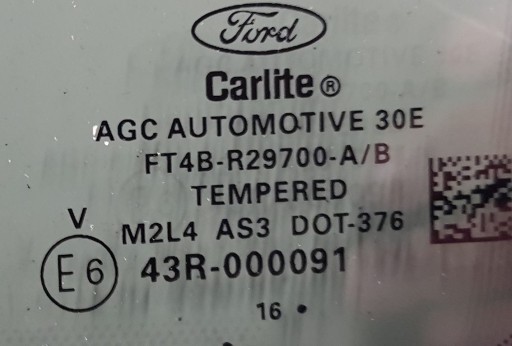 Ford
Carlite®
AGC AUTOMOTIVE 30E
FT4B-R29700-A/B
TEMPERED
V M2L4 AS3 DOT-376
E6 43R-000091
16 •